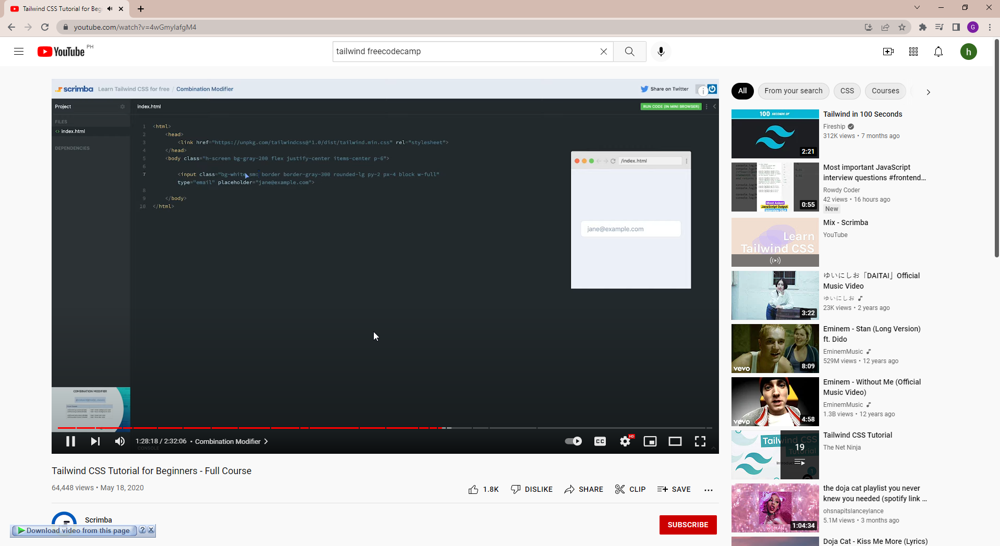 Tailwind CSS Tutorial for Beg
youtube.com/watch?v=4wGmylafgM4
G
YouTube PH
tailwind freecodecamp
h
scrimba Learn Tailwind CSS for free / Combination Modifier
Share on Twitter
Project
index.html
RUN CODE (IN MINI BROWSER)
FILES
<> index.html
DEPENDENCIES
1 <html>
2 <head>
3 <link href="https://unpkg.com/tailwindcss@^1.0/dist/tailwind.min.css" rel="stylesheet">
4 </head>
5 <body class="h-screen bg-gray-200 flex justify-center items-center p-6">
6
7 <input class="bg-white sm: border border-gray-300 rounded-lg py-2 px-4 block w-full"
type="email" placeholder="jane@example.com">
8
9 </body>
10 </html>
/index.html
jane@example.com
COMBINATION MODIFIER
1:28:18 / 2:32:06 • Combination Modifier
CONSOLE
CC
HD
Tailwind CSS Tutorial for Beginners - Full Course
64,448 views • May 18, 2020
1.8K DISLIKE SHARE CLIP SAVE
Scrimba
SUBSCRIBE
Download video from this page ?
All From your search CSS Courses
100 SECONDS OF
2:21
Tailwind in 100 Seconds
Fireship
312K views • 7 months ago
Most Asked
JavaScript Output
Interview Q&A
0:55
Most important JavaScript
interview questions #frontend...
Rowdy Coder
42 views • 16 hours ago
New
Learn
Tailwind CSS
Mix - Scrimba
YouTube
3:22
ゆいにしお「DAITAI」Official
Music Video
ゆいにしお
23K views • 2 years ago
vevo
8:09
Eminem - Stan (Long Version)
ft. Dido
EminemMusic
529M views • 12 years ago
vevo
4:58
Eminem - Without Me (Official
Music Video)
EminemMusic
1.3B views • 12 years ago
Tailwind CSS
Tutorial
19
1
Tailwind CSS Tutorial
The Net Ninja
WOMAN
1:04:34
the doja cat playlist you never
knew you needed (spotify link ...
ohsnapitslanceylance
5.1M views • 3 months ago
Doja Cat - Kiss Me More (Lyrics)